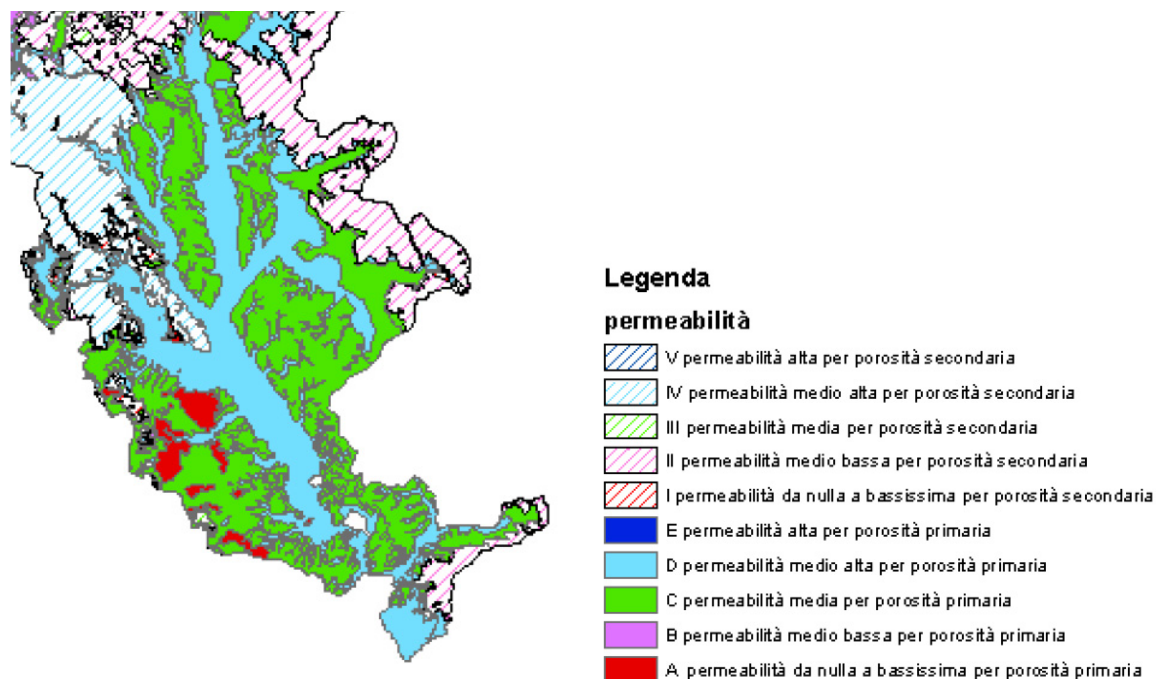 Legenda
permeabilità
V permeabilità alta per porosità secondaria
IV permeabilità medio alta per porosità secondaria
III permeabilità media per porosità secondaria
II permeabilità medio bassa per porosità secondaria
I permeabilità da nulla a bassissima per porosità secondaria
E permeabilità alta per porosità primaria
D permeabilità medio alta per porosità primaria
C permeabilità media per porosità primaria
B permeabilità medio bassa per porosità primaria
A permeabilità da nulla a bassissima per porosità primaria